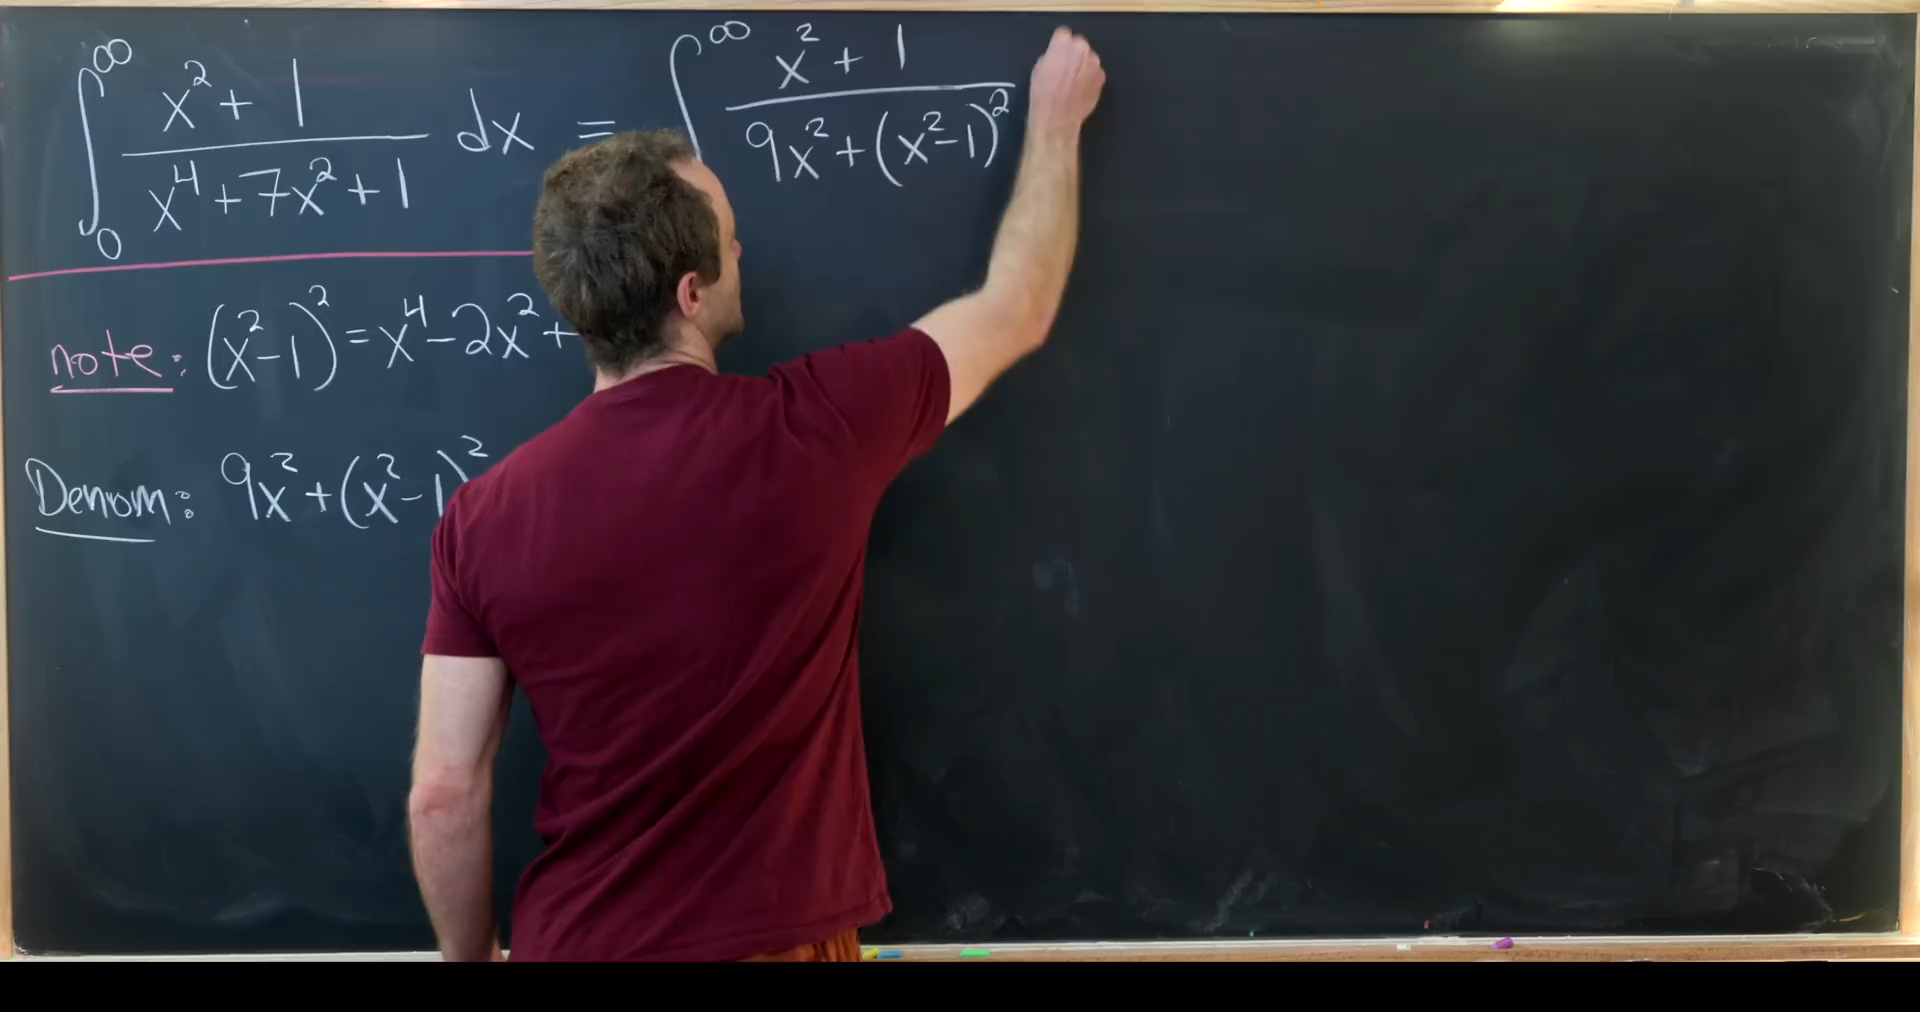 ∫₀^∞ (x² + 1)/(x⁴ + 7x² + 1) dx = ∫^∞ (x² + 1)/(9x² + (x² - 1)²)
note: (x² - 1)² = x⁴ - 2x² +
Denom: 9x² + (x² - 1)²